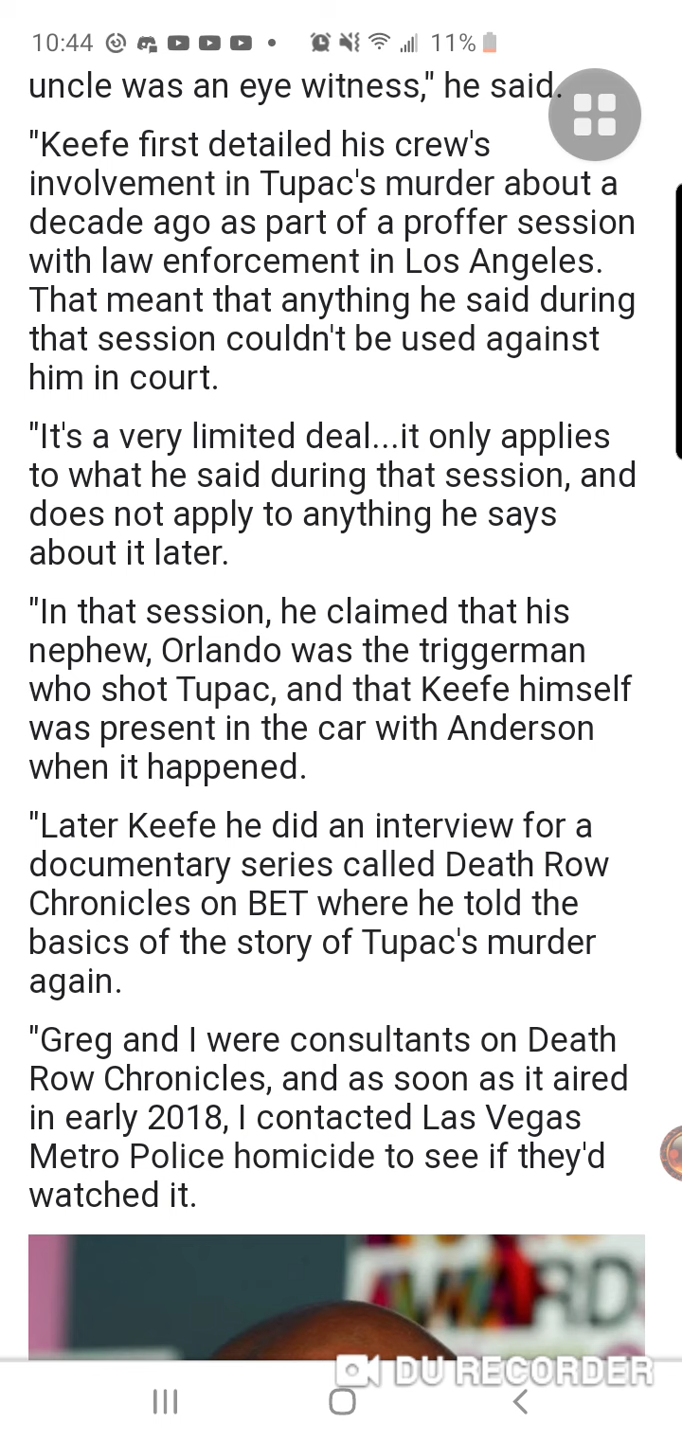 10:44
11%
uncle was an eye witness," he said.
"Keefe first detailed his crew's
involvement in Tupac's murder about a
decade ago as part of a proffer session
with law enforcement in Los Angeles.
That meant that anything he said during
that session couldn't be used against
him in court.
"It's a very limited deal...it only applies
to what he said during that session, and
does not apply to anything he says
about it later.
"In that session, he claimed that his
nephew, Orlando was the triggerman
who shot Tupac, and that Keefe himself
was present in the car with Anderson
when it happened.
"Later Keefe he did an interview for a
documentary series called Death Row
Chronicles on BET where he told the
basics of the story of Tupac's murder
again.
"Greg and I were consultants on Death
Row Chronicles, and as soon as it aired
in early 2018, I contacted Las Vegas
Metro Police homicide to see if they'd
watched it.
DU RECORDER